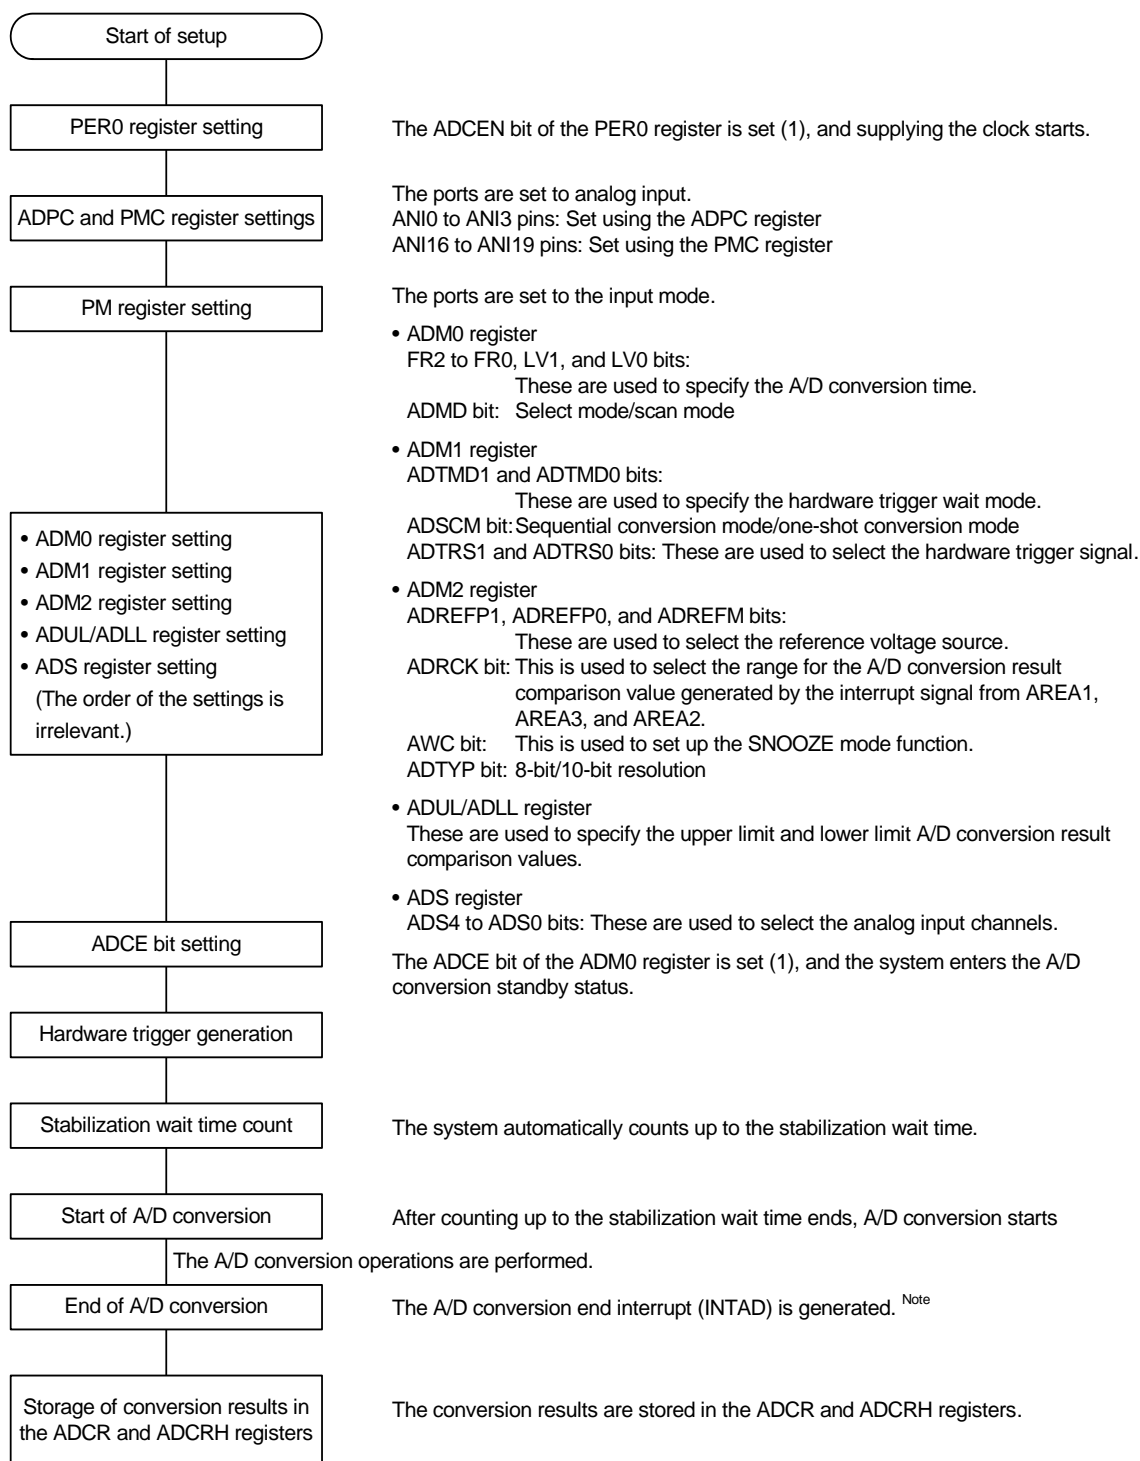 Start of setup
PER0 register setting
The ADCEN bit of the PER0 register is set (1), and supplying the clock starts.
ADPC and PMC register settings
The ports are set to analog input.
ANI0 to ANI3 pins: Set using the ADPC register
ANI16 to ANI19 pins: Set using the PMC register
PM register setting
The ports are set to the input mode.
• ADM0 register setting
• ADM1 register setting
• ADM2 register setting
• ADUL/ADLL register setting
• ADS register setting
(The order of the settings is
irrelevant.)
• ADM0 register
FR2 to FR0, LV1, and LV0 bits:
These are used to specify the A/D conversion time.
ADMD bit: Select mode/scan mode
• ADM1 register
ADTMD1 and ADTMD0 bits:
These are used to specify the hardware trigger wait mode.
ADSCM bit: Sequential conversion mode/one-shot conversion mode
ADTRS1 and ADTRS0 bits: These are used to select the hardware trigger signal.
• ADM2 register
ADREFP1, ADREFP0, and ADREFM bits:
These are used to select the reference voltage source.
ADRCK bit: This is used to select the range for the A/D conversion result
comparison value generated by the interrupt signal from AREA1,
AREA3, and AREA2.
AWC bit: This is used to set up the SNOOZE mode function.
ADTYP bit: 8-bit/10-bit resolution
• ADUL/ADLL register
These are used to specify the upper limit and lower limit A/D conversion result
comparison values.
• ADS register
ADS4 to ADS0 bits: These are used to select the analog input channels.
ADCE bit setting
The ADCE bit of the ADM0 register is set (1), and the system enters the A/D
conversion standby status.
Hardware trigger generation
Stabilization wait time count
The system automatically counts up to the stabilization wait time.
Start of A/D conversion
After counting up to the stabilization wait time ends, A/D conversion starts
The A/D conversion operations are performed.
End of A/D conversion
The A/D conversion end interrupt (INTAD) is generated. Note
Storage of conversion results in
the ADCR and ADCRH registers
The conversion results are stored in the ADCR and ADCRH registers.